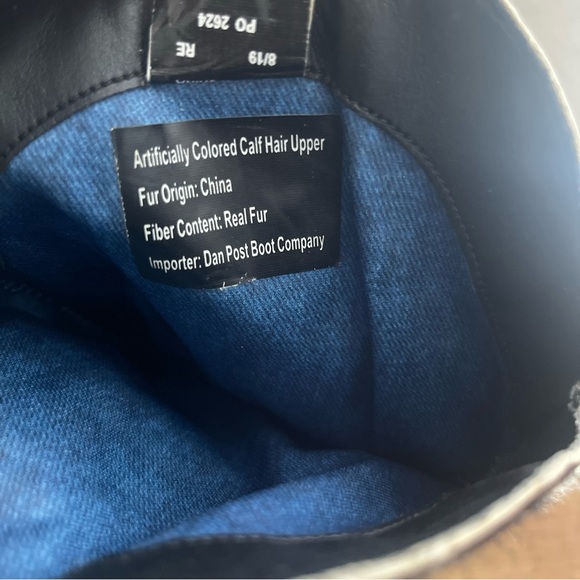 8/19 RE
PO 2624
Artificially Colored Calf Hair Upper
Fur Origin: China
Fiber Content: Real Fur
Importer: Dan Post Boot Company